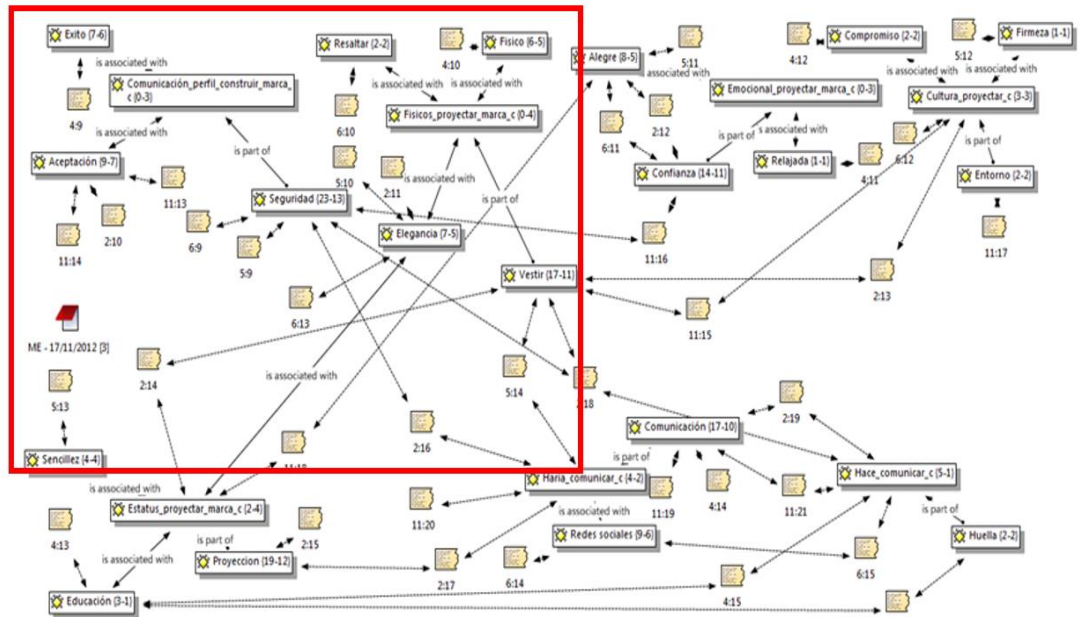 Exito {7-6}
Resaltar {2-2}
4:10
Fisico {6-5}
Alegre {8-5}
5:11
4:12
Compromiso {2-2}
5:12
Firmeza {1-1}
is associated with
Comunicación_perfil_construir_marca_
c {0-3}
4:9
is associated with
is associated with
6:10
Fisicos_proyectar_marca_c {0-4}
associated with
2:12
6:11
Emocional_proyectar_marca_c {0-3}
is part of
is associated with
Cultura_proyectar_c {3-3}
is associated with
is associated with
Aceptación {9-7}
11:13
2:10
11:14
is part of
Seguridad {23-13}
6:9
5:9
5:10
2:11
is associated with
is part of
Elegancia {7-5}
Vestir {17-11}
Confianza {14-11}
11:16
Relajada {1-1}
4:11
6:12
is part of
Entorno {2-2}
11:17
2:13
11:15
6:13
ME - 17/11/2012 [3]
2:14
is associated with
5:14
5:13
Sencillez {4-4}
2:16
Comunicación {17-10}
2:19
is part of
Haria_comunicar_c {4-2}
11:19
4:14
11:21
Hace_comunicar_c {5-1}
is associated with
Estatus_proyectar_marca_c {2-4}
11:20
is associated with
Redes sociales {9-6}
is part of
Huella {2-2}
4:13
is associated with
is part of
2:15
Proyeccion {19-12}
2:17
6:14
6:15
4:15
Educación {3-1}